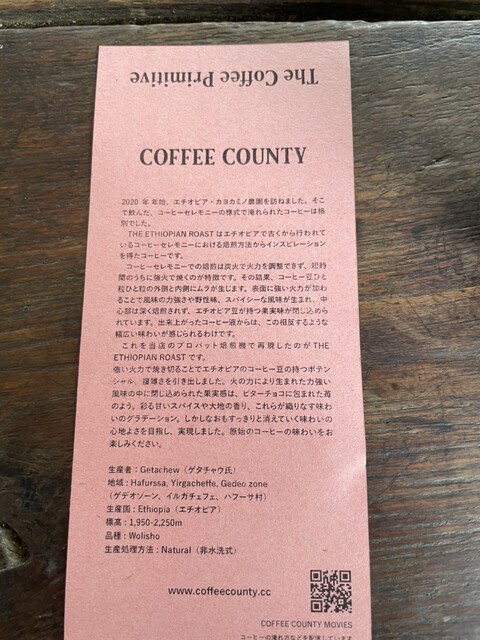 The Coffee Primitive
COFFEE COUNTY
2020 年 年始、エチオピア・カヨカミノ農園を訪ねました。そこ
で飲んだ、コーヒーセレモニーの様式で淹れられたコーヒーは格
別でした。
THE ETHIOPIAN ROAST はエチオピアで古くから行われて
いるコーヒーセレモニーにおける焙煎方法からインスピレーション
を得たコーヒーです。
コーヒーセレモニーでの焙煎は炭火で火力を調整できず、短時
間のうちに強火で焼くのが特徴です。その結果、コーヒー豆ひと
粒ひと粒の外側と内側にムラが生じます。表面に強い火力が加わ
ることで風味の力強さや野性味、スパイシーな風味が生まれ、中
心部は深く焙煎されず、エチオピア豆が持つ果実味が閉じ込めら
れています。出来上がったコーヒー液からは、この相反するような
幅広い味わいが感じられるわけです。
これを当店のプロバット焙煎機で再現したのが THE
ETHIOPIAN ROAST です。
強い火力で焼き切ることでエチオピアのコーヒー豆の持つポテン
シャル、複雑さを引き出しました。火の力により生まれた力強い
風味の中に閉じ込められた果実感は、ビターチョコに包まれた苺
のよう。彩る甘いスパイスや大地の香り、これらが織りなす味わ
いのグラデーション。しかしなおもすっきりと消えていく味わいの
心地よさを目指し、実現しました。原始のコーヒーの味わいをお
楽しみください。
生産者：Getachew（ゲタチャウ氏）
地域：Hafurssa, Yirgacheffe, Gedeo zone
（ゲデオゾーン、イルガチェフェ、ハフーサ村）
生産国：Ethiopia（エチオピア）
標高：1,950-2,250m
品種：Wolisho
生産処理方法：Natural（非水洗式）
www.coffeecounty.cc
COFFEE COUNTY MOVIES
コーヒーの淹れ方などを配信しています